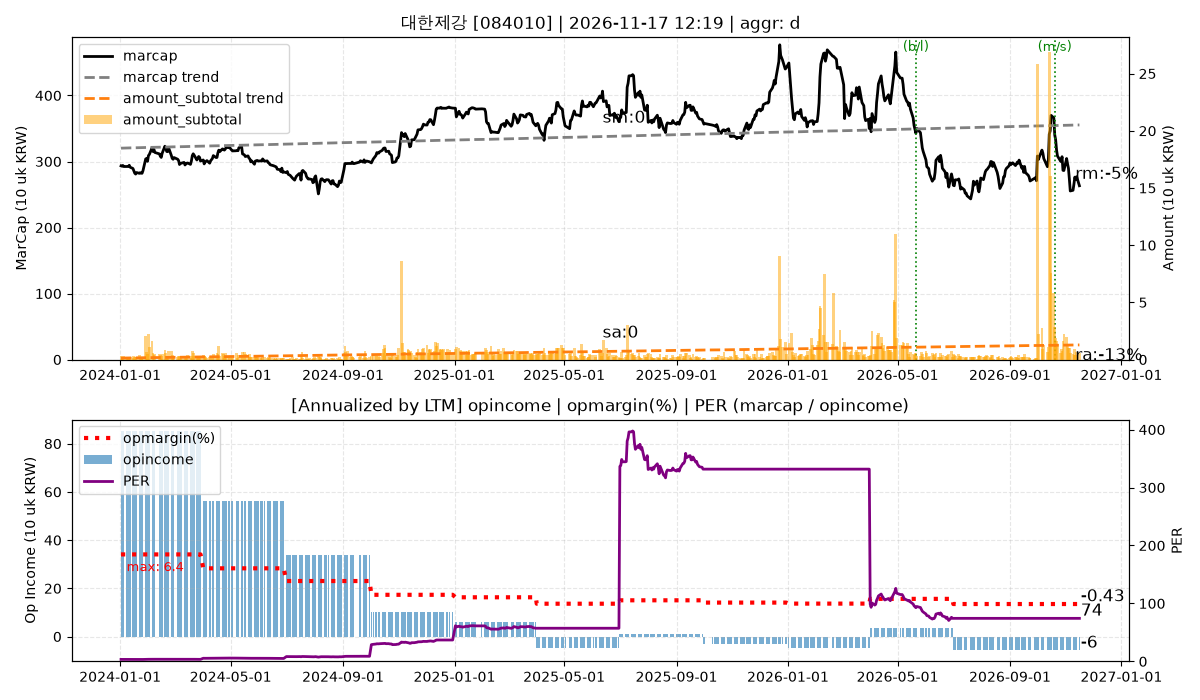 대한제강 [084010] | 2026-11-17 12:19 | aggr: d
marcap
marcap trend
amount_subtotal trend
amount_subtotal
(b/l)
(m/s)
MarCap (10 uk KRW)
400
300
200
100
0
Amount (10 uk KRW)
25
20
15
10
5
0
sm:0
sa:0
rm:-5%
ra:-13%
2024-01-01
2024-05-01
2024-09-01
2025-01-01
2025-05-01
2025-09-01
2026-01-01
2026-05-01
2026-09-01
2027-01-01
[Annualized by LTM] opincome | opmargin(%) | PER (marcap / opincome)
opmargin(%)
opincome
PER
max: 6.4
Op Income (10 uk KRW)
80
60
40
20
0
PER
400
300
200
100
0
-0.43
74
-6
2024-01-01
2024-05-01
2024-09-01
2025-01-01
2025-05-01
2025-09-01
2026-01-01
2026-05-01
2026-09-01
2027-01-01